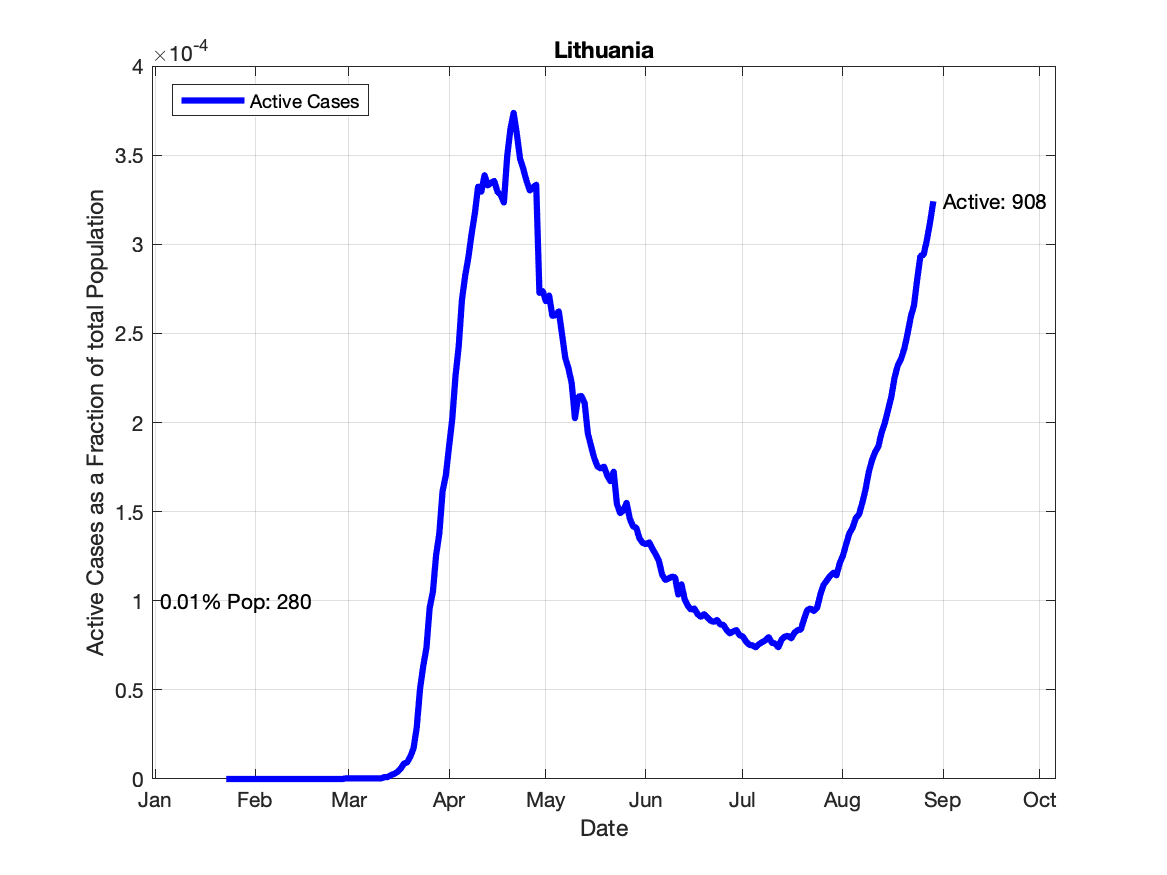 Lithuania
×10-4
Active Cases
4
3.5
3
2.5
2
1.5
1
0.5
0
Active: 908
0.01% Pop: 280
Active Cases as a Fraction of total Population
Jan Feb Mar Apr May Jun Jul Aug Sep Oct
Date